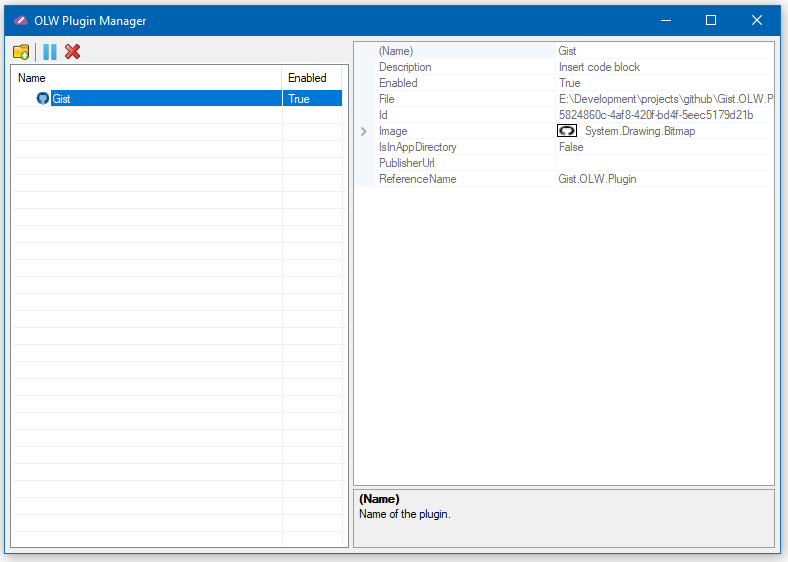 OLW Plugin Manager
Name Enabled
Gist True
(Name) Gist
Description Insert code block
Enabled True
File E:\Development\projects\github\Gist.OLW.P
Id 5824860c-4af8-420f-bd4f-5eec5179d21b
Image System.Drawing.Bitmap
IsInAppDirectory False
PublisherUrl
ReferenceName Gist.OLW.Plugin
(Name)
Name of the plugin.